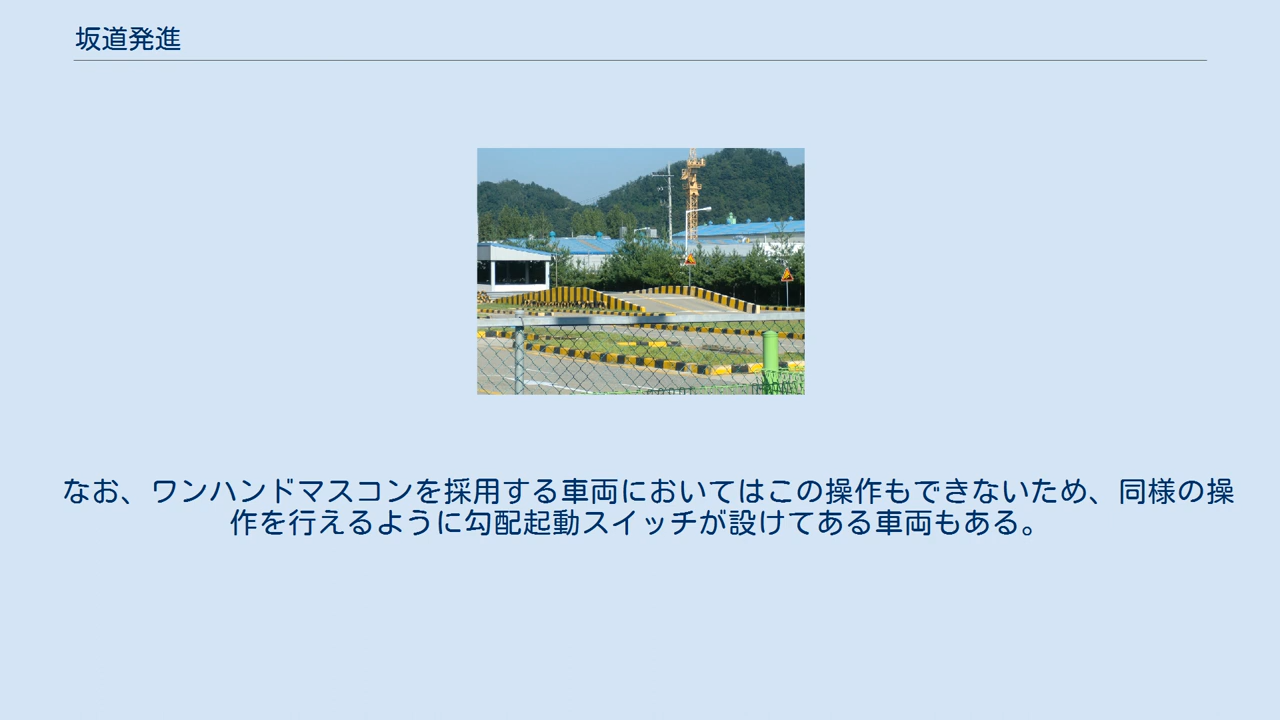 坂道発進
なお、ワンハンドマスコンを採用する車両においてはこの操作もできないため、同様の操
作を行えるように勾配起動スイッチが設けてある車両もある。